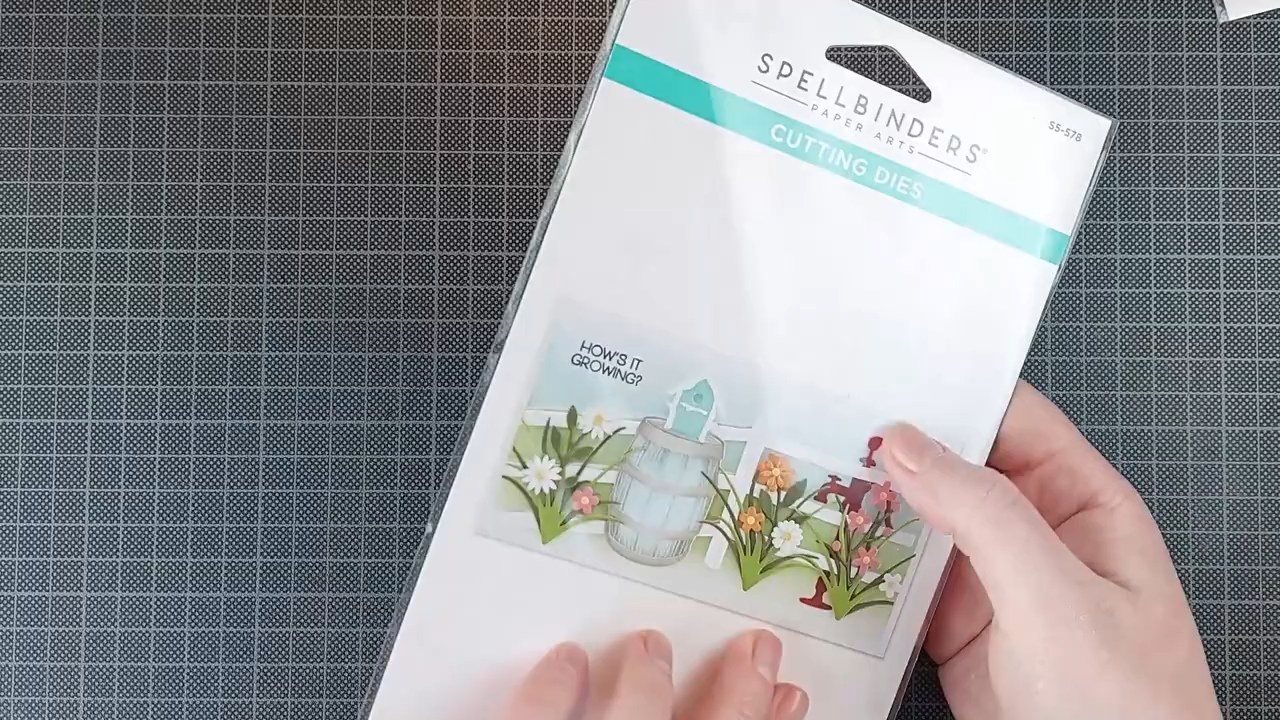 SPELLBINDERS®
PAPER ARTS
S5-578
CUTTING DIES
HOW'S IT
GROWING?